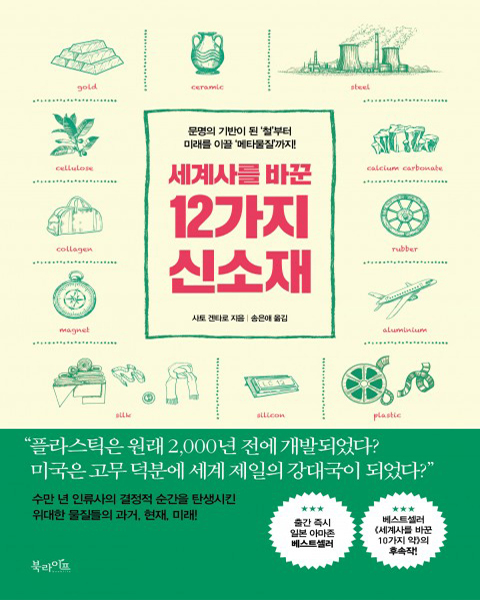 gold
ceramic
steel
문명의 기반이 된 '철'부터
미래를 이끌 '메타물질'까지!
세계사를 바꾼
12가지
신소재
cellulose
calcium carbonate
collagen
rubber
사토 겐타로 지음 | 송은애 옮김
magnet
aluminium
silk
silicon
plastic
“플라스틱은 원래 2,000년 전에 개발되었다?
미국은 고무 덕분에 세계 제일의 강대국이 되었다?”
수만 년 인류사의 결정적 순간을 탄생시킨
위대한 물질들의 과거, 현재, 미래!
★★★
출간 즉시
일본 아마존
베스트셀러
★★★
베스트셀러
《세계사를 바꾼
10가지 약》의
후속작!
북라이프